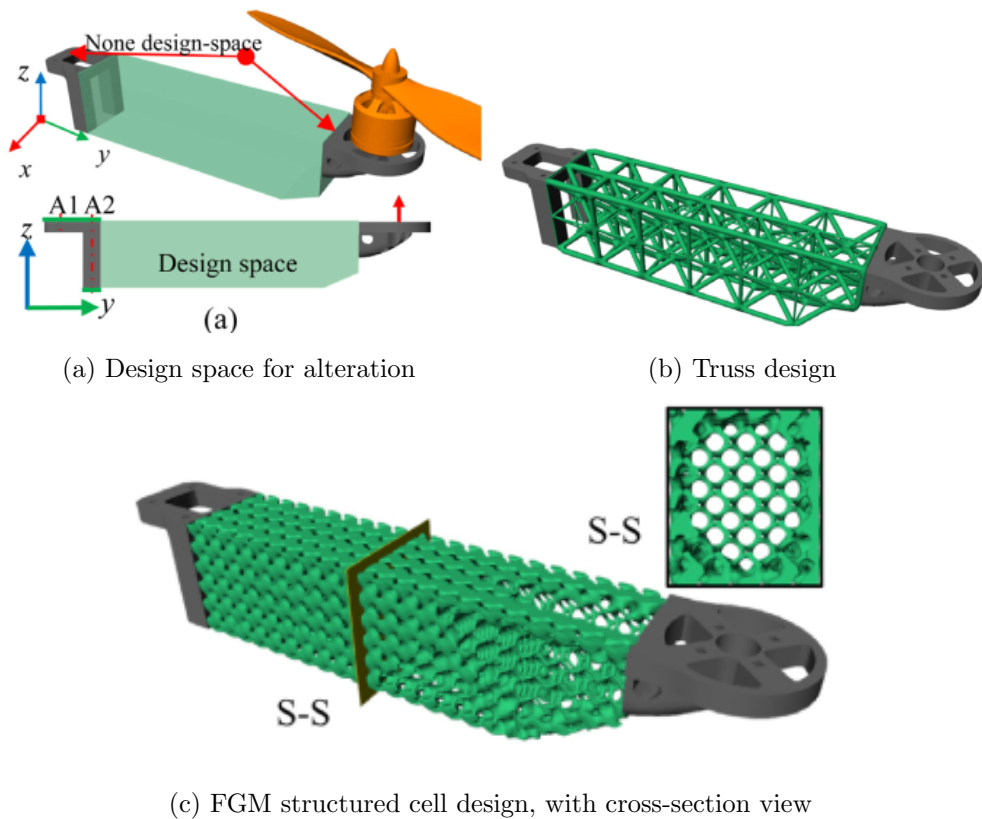 None design-space
z
x
y
A1 A2
z
Design space
y
(a)
(a) Design space for alteration
(b) Truss design
S-S
S-S
(c) FGM structured cell design, with cross-section view